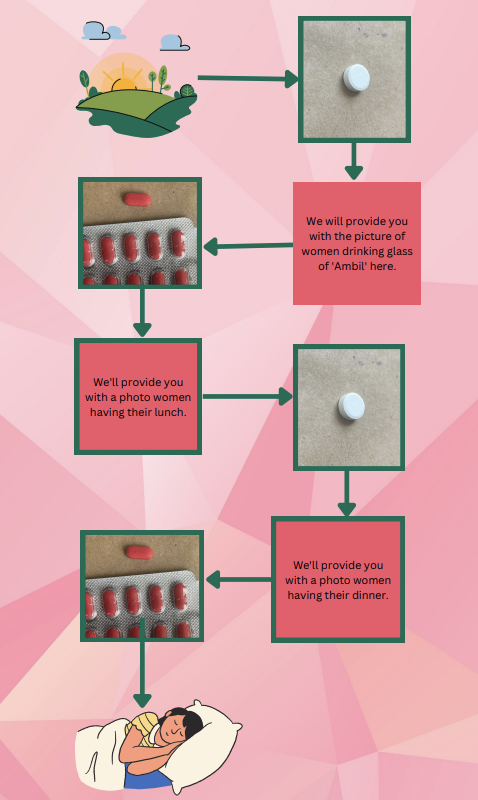 We will provide you
with the picture of
women drinking glass
of 'Ambil' here.
We'll provide you
with a photo women
having their lunch.
We'll provide you
with a photo women
having their dinner.